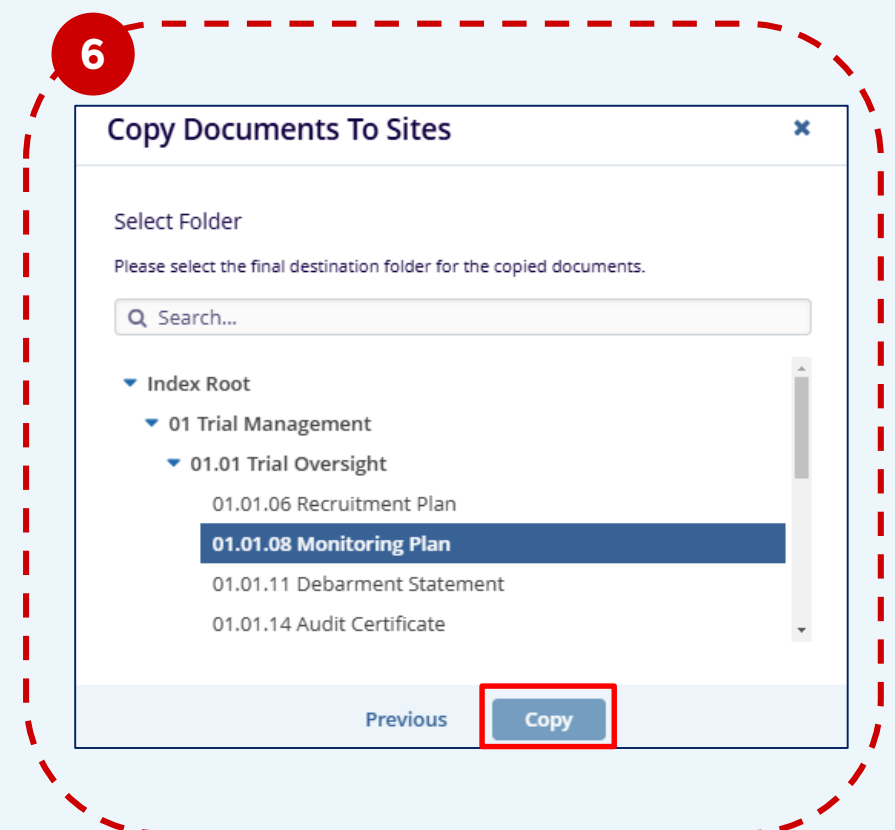 6
Copy Documents To Sites
Select Folder
Please select the final destination folder for the copied documents.
Search...
Index Root
01 Trial Management
01.01 Trial Oversight
01.01.06 Recruitment Plan
01.01.08 Monitoring Plan
01.01.11 Debarment Statement
01.01.14 Audit Certificate
Previous Copy